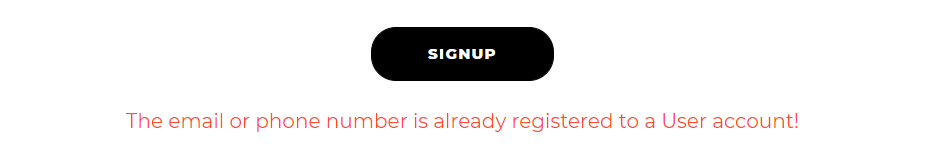 SIGNUP
The email or phone number is already registered to a User account!